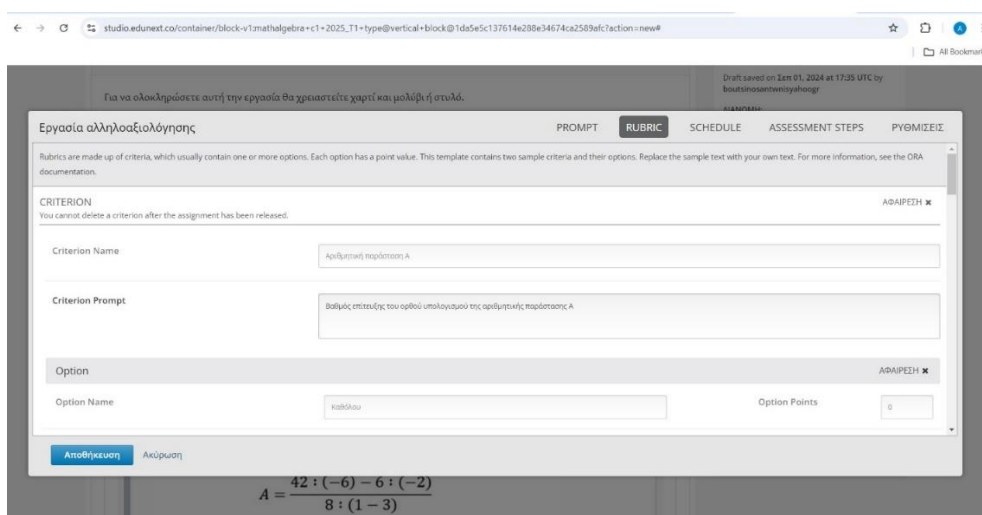 studio.edunext.co/container/block-v1:mathalgebra+c1+2025_T1+type@vertical+block@1da5e5c137614e288e34674ca2589afc?action=new#
A
All Bookmar
Για να ολοκληρώσετε αυτή την εργασία θα χρειαστείτε χαρτί και μολύβι ή στυλό.
Draft saved on Σεπ 01, 2024 at 17:35 UTC by
boutsinosantwnisyahoogr
ΔΙΑΝΟΜΗ:
Εργασία αλληλοαξιολόγησης PROMPT RUBRIC SCHEDULE ASSESSMENT STEPS ΡΥΘΜΙΣΕΙΣ
Rubrics are made up of criteria, which usually contain one or more options. Each option has a point value. This template contains two sample criteria and their options. Replace the sample text with your own text. For more information, see the ORA
documentation.
CRITERION ΑΦΑΙΡΕΣΗ ✖
You cannot delete a criterion after the assignment has been released.
Criterion Name Αριθμητική παράσταση Α
Criterion Prompt Βαθμός επίτευξης του ορθού υπολογισμού της αριθμητικής παράστασης Α
Option ΑΦΑΙΡΕΣΗ ✖
Option Name Καθόλου Option Points 0
Αποθήκευση Ακύρωση
42 : (−6) − 6 : (−2)
A =
8 : (1 − 3)